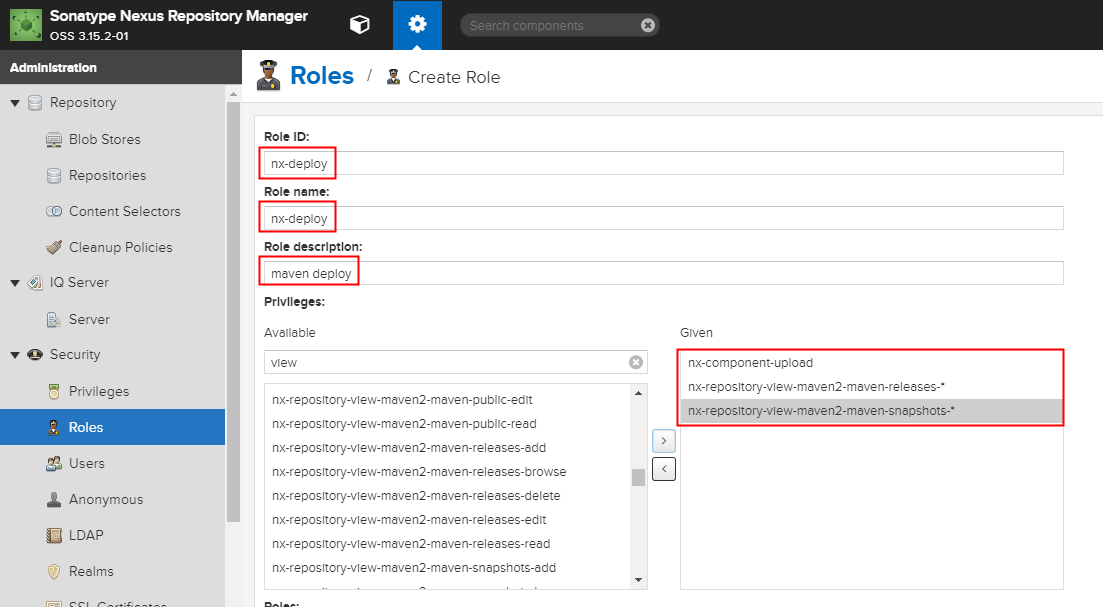 Sonatype Nexus Repository Manager
OSS 3.15.2-01
Search components
Administration
Repository
Blob Stores
Repositories
Content Selectors
Cleanup Policies
IQ Server
Server
Security
Privileges
Roles
Users
Anonymous
LDAP
Realms
SSL Certificates
Roles / Create Role
Role ID:
nx-deploy
Role name:
nx-deploy
Role description:
maven deploy
Privileges:
Available
view
nx-repository-view-maven2-maven-public-edit
nx-repository-view-maven2-maven-public-read
nx-repository-view-maven2-maven-releases-add
nx-repository-view-maven2-maven-releases-browse
nx-repository-view-maven2-maven-releases-delete
nx-repository-view-maven2-maven-releases-edit
nx-repository-view-maven2-maven-releases-read
nx-repository-view-maven2-maven-snapshots-add
Given
nx-component-upload
nx-repository-view-maven2-maven-releases-*
nx-repository-view-maven2-maven-snapshots-*
Roles: